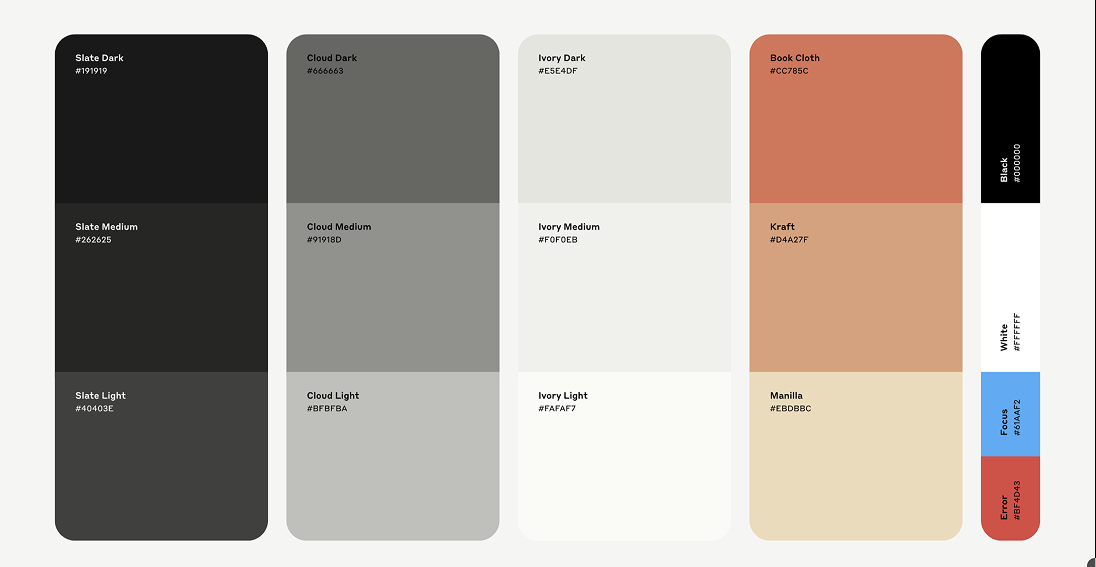 Slate Dark
#191919
Slate Medium
#262625
Slate Light
#40403E
Cloud Dark
#666663
Cloud Medium
#91918D
Cloud Light
#BFBFBA
Ivory Dark
#E5E4DF
Ivory Medium
#F0F0EB
Ivory Light
#FAFAF7
Book Cloth
#CC785C
Kraft
#D4A27F
Manilla
#EBDBBC
Black
#000000
White
#FFFFFF
Focus
#61AAF2
Error
#BF4D43